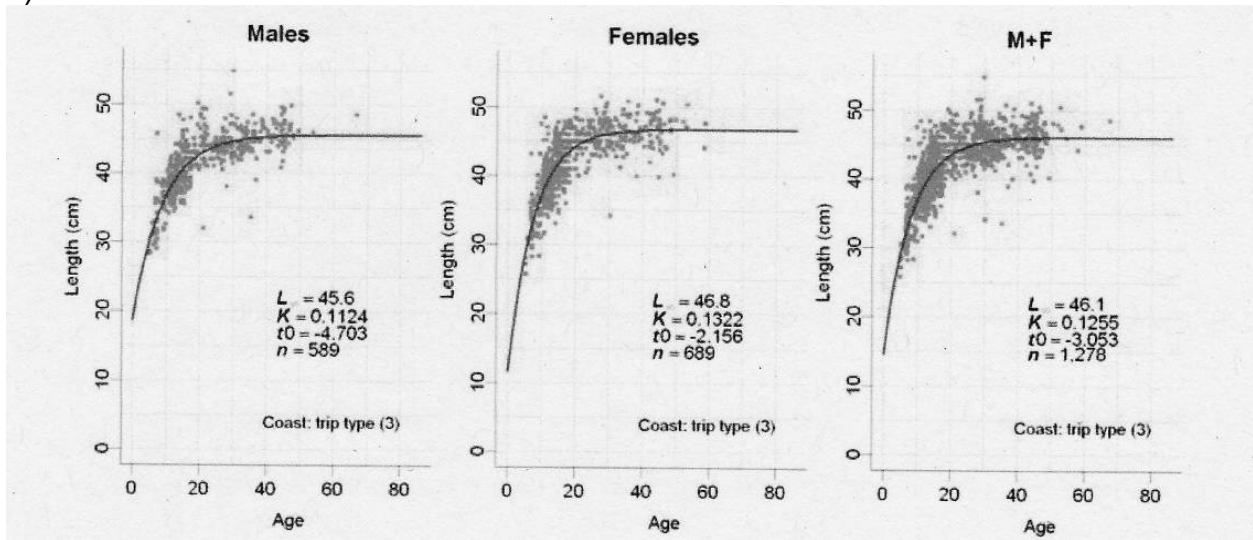 )
Males
Length (cm)
50
40
30
20
10
0
L∞ = 45.6
K = 0.1124
t0 = -4.703
n = 589
Coast: trip type (3)
0 20 40 60 80
Age
Females
Length (cm)
50
40
30
20
10
0
L∞ = 46.8
K = 0.1322
t0 = -2.156
n = 689
Coast: trip type (3)
0 20 40 60 80
Age
M+F
Length (cm)
50
40
30
20
10
0
L∞ = 46.1
K = 0.1255
t0 = -3.053
n = 1.278
Coast: trip type (3)
0 20 40 60 80
Age